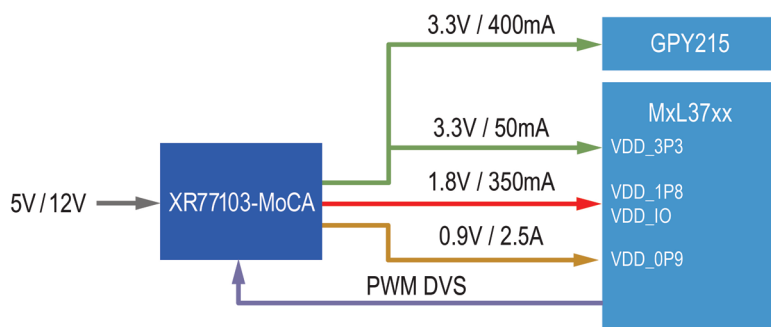 3.3V / 400mA
GPY215
MxL37xx
3.3V / 50mA
VDD_3P3
XR77103-MoCA
5V / 12V
1.8V / 350mA
VDD_1P8
VDD_IO
0.9V / 2.5A
VDD_0P9
PWM DVS